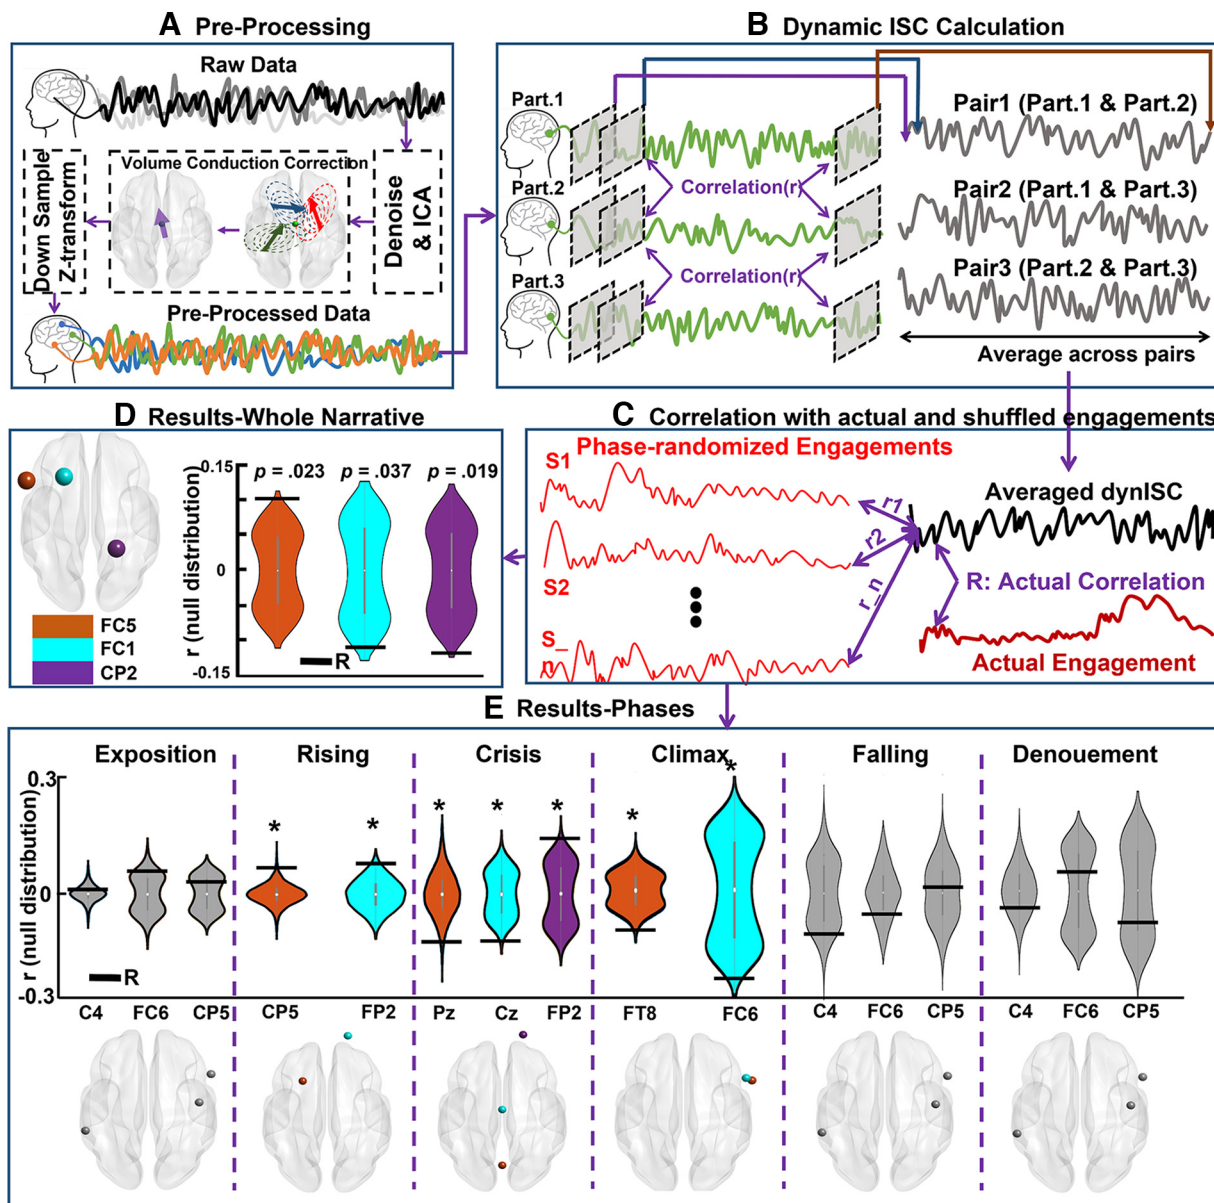 A Pre-Processing
Raw Data
Volume Conduction Correction
Down Sample
Z-transform
Denoise
& ICA
Pre-Processed Data
B Dynamic ISC Calculation
Part.1
Part.2
Part.3
Correlation(r)
Correlation(r)
Pair1 (Part.1 & Part.2)
Pair2 (Part.1 & Part.3)
Pair3 (Part.2 & Part.3)
Average across pairs
C Correlation with actual and shuffled engagements
Phase-randomized Engagements
S1
S2
S_
n
r1
r2
r_n
Averaged dynISC
R: Actual Correlation
Actual Engagement
D Results-Whole Narrative
r (null distribution)
0.15
0
-0.15
p = .023 p = .037 p = .019
R
FC5
FC1
CP2
E Results-Phases
Exposition Rising Crisis Climax Falling Denouement
r (null distribution)
0.3
0
-0.3
* * * * * * *
R
C4 FC6 CP5 CP5 FP2 Pz Cz FP2 FT8 FC6 C4 FC6 CP5 C4 FC6 CP5